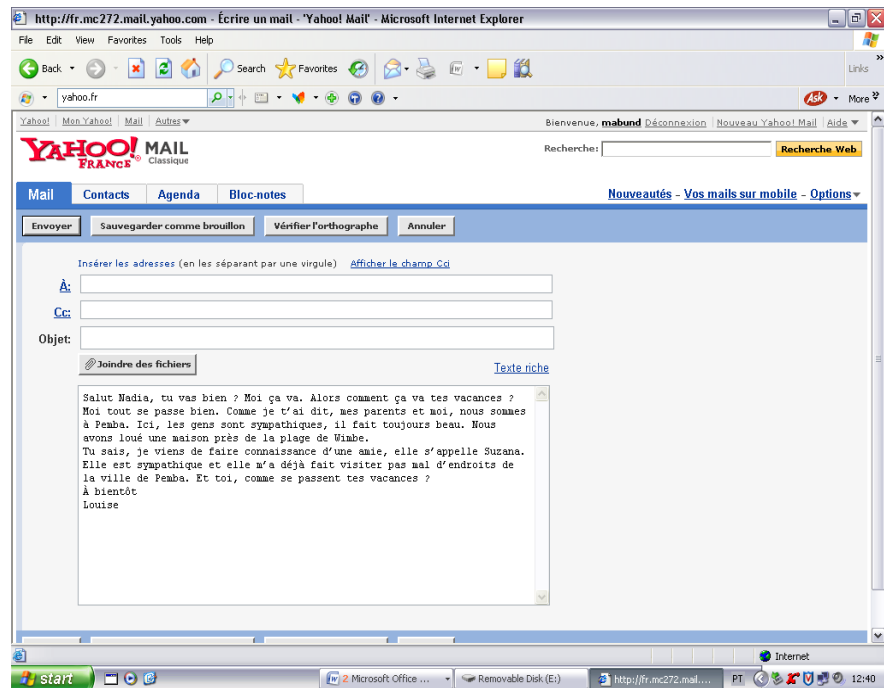 http://fr.mc272.mail.yahoo.com - Écrire un mail - 'Yahoo! Mail' - Microsoft Internet Explorer
File Edit View Favorites Tools Help
Back Search Favorites Links
yahoo.fr Ask More
Yahoo! Mon Yahoo! Mail Autres Bienvenue, mabund Déconnexion Nouveau Yahoo! Mail Aide
YAHOO! MAIL
FRANCE Classique
Recherche: Recherche Web
Mail Contacts Agenda Bloc-notes Nouveautés - Vos mails sur mobile - Options
Envoyer Sauvegarder comme brouillon Vérifier l'orthographe Annuler
Insérer les adresses (en les séparant par une virgule) Afficher le champ Cci
À:
Cc:
Objet:
Joindre des fichiers Texte riche
Salut Nadia, tu vas bien ? Moi ça va. Alors comment ça va tes vacances ?
Moi tout se passe bien. Comme je t'ai dit, mes parents et moi, nous sommes
à Pemba. Ici, les gens sont sympathiques, il fait toujours beau. Nous
avons loué une maison près de la plage de Wimbe.
Tu sais, je viens de faire connaissance d'une amie, elle s'appelle Suzana.
Elle est sympathique et elle m'a déjà fait visiter pas mal d'endroits de
la ville de Pemba. Et toi, comme se passent tes vacances ?
À bientôt
Louise
Internet
start 2 Microsoft Office ... Removable Disk (E:) http://fr.mc272.mail.... PT 12:40